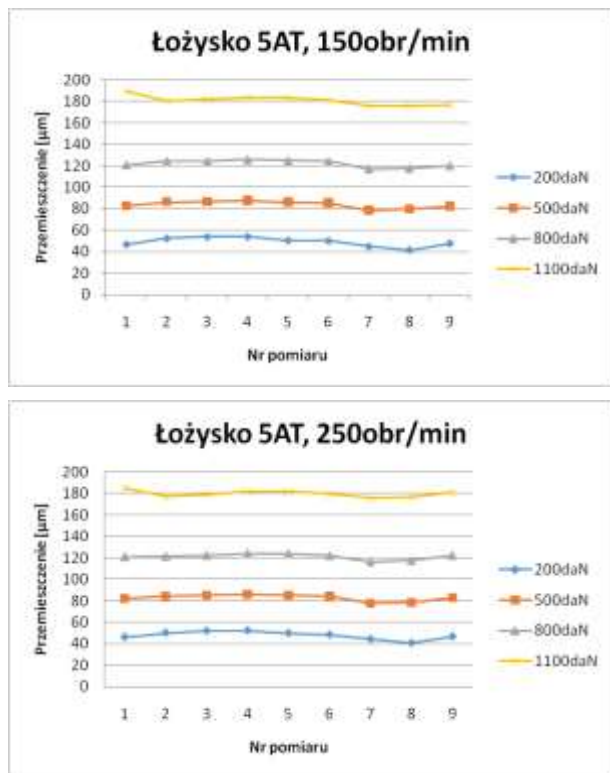 Łożysko 5AT, 150obr/min
Przemieszczenie [µm]
200
180
160
140
120
100
80
60
40
20
0
1 2 3 4 5 6 7 8 9
Nr pomiaru
200daN
500daN
800daN
1100daN
Łożysko 5AT, 250obr/min
Przemieszczenie [µm]
200
180
160
140
120
100
80
60
40
20
0
1 2 3 4 5 6 7 8 9
Nr pomiaru
200daN
500daN
800daN
1100daN